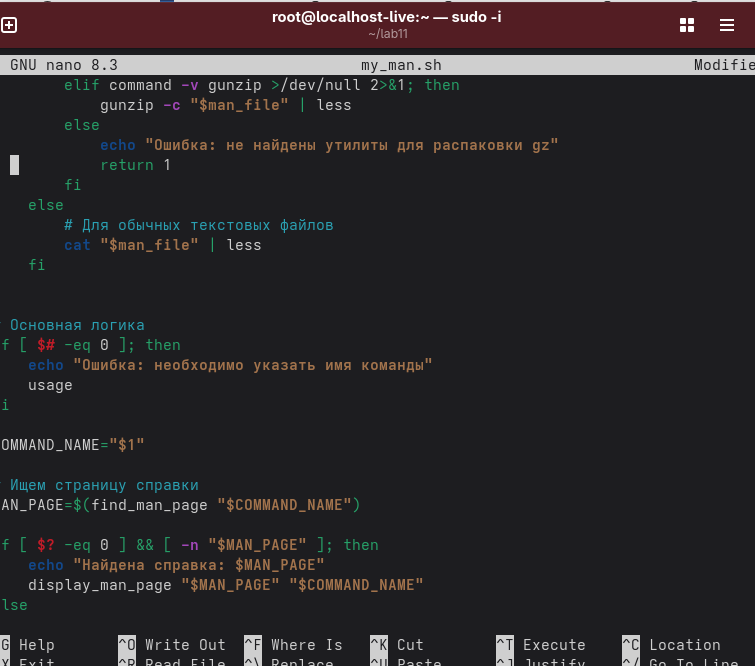 root@localhost-live:~ — sudo -i
~/lab11
GNU nano 8.3 my_man.sh Modifie
elif command -v gunzip >/dev/null 2>&1; then
gunzip -c "$man_file" | less
else
echo "Ошибка: не найдены утилиты для распаковки gz"
return 1
fi
else
# Для обычных текстовых файлов
cat "$man_file" | less
fi
Основная логика
f [ $# -eq 0 ]; then
echo "Ошибка: необходимо указать имя команды"
usage
i
OMMAND_NAME="$1"
Ищем страницу справки
AN_PAGE=$(find_man_page "$COMMAND_NAME")
f [ $? -eq 0 ] && [ -n "$MAN_PAGE" ]; then
echo "Найдена справка: $MAN_PAGE"
display_man_page "$MAN_PAGE" "$COMMAND_NAME"
lse
G Help ^O Write Out ^F Where Is ^K Cut ^T Execute ^C Location
X Exit ^R Read File ^\ Replace ^U Paste ^J Justify ^/ Go To Line